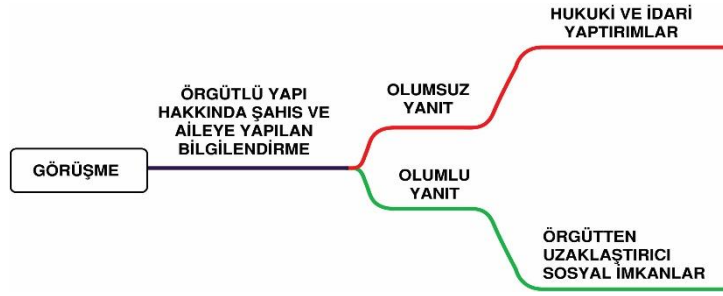 GÖRÜŞME
ÖRGÜTLÜ YAPI
HAKKINDA ŞAHIS VE
AİLEYE YAPILAN
BİLGİLENDİRME
OLUMSUZ
YANIT
HUKUKİ VE İDARİ
YAPTIRIMLAR
OLUMLU
YANIT
ÖRGÜTTEN
UZAKLAŞTIRICI
SOSYAL İMKANLAR